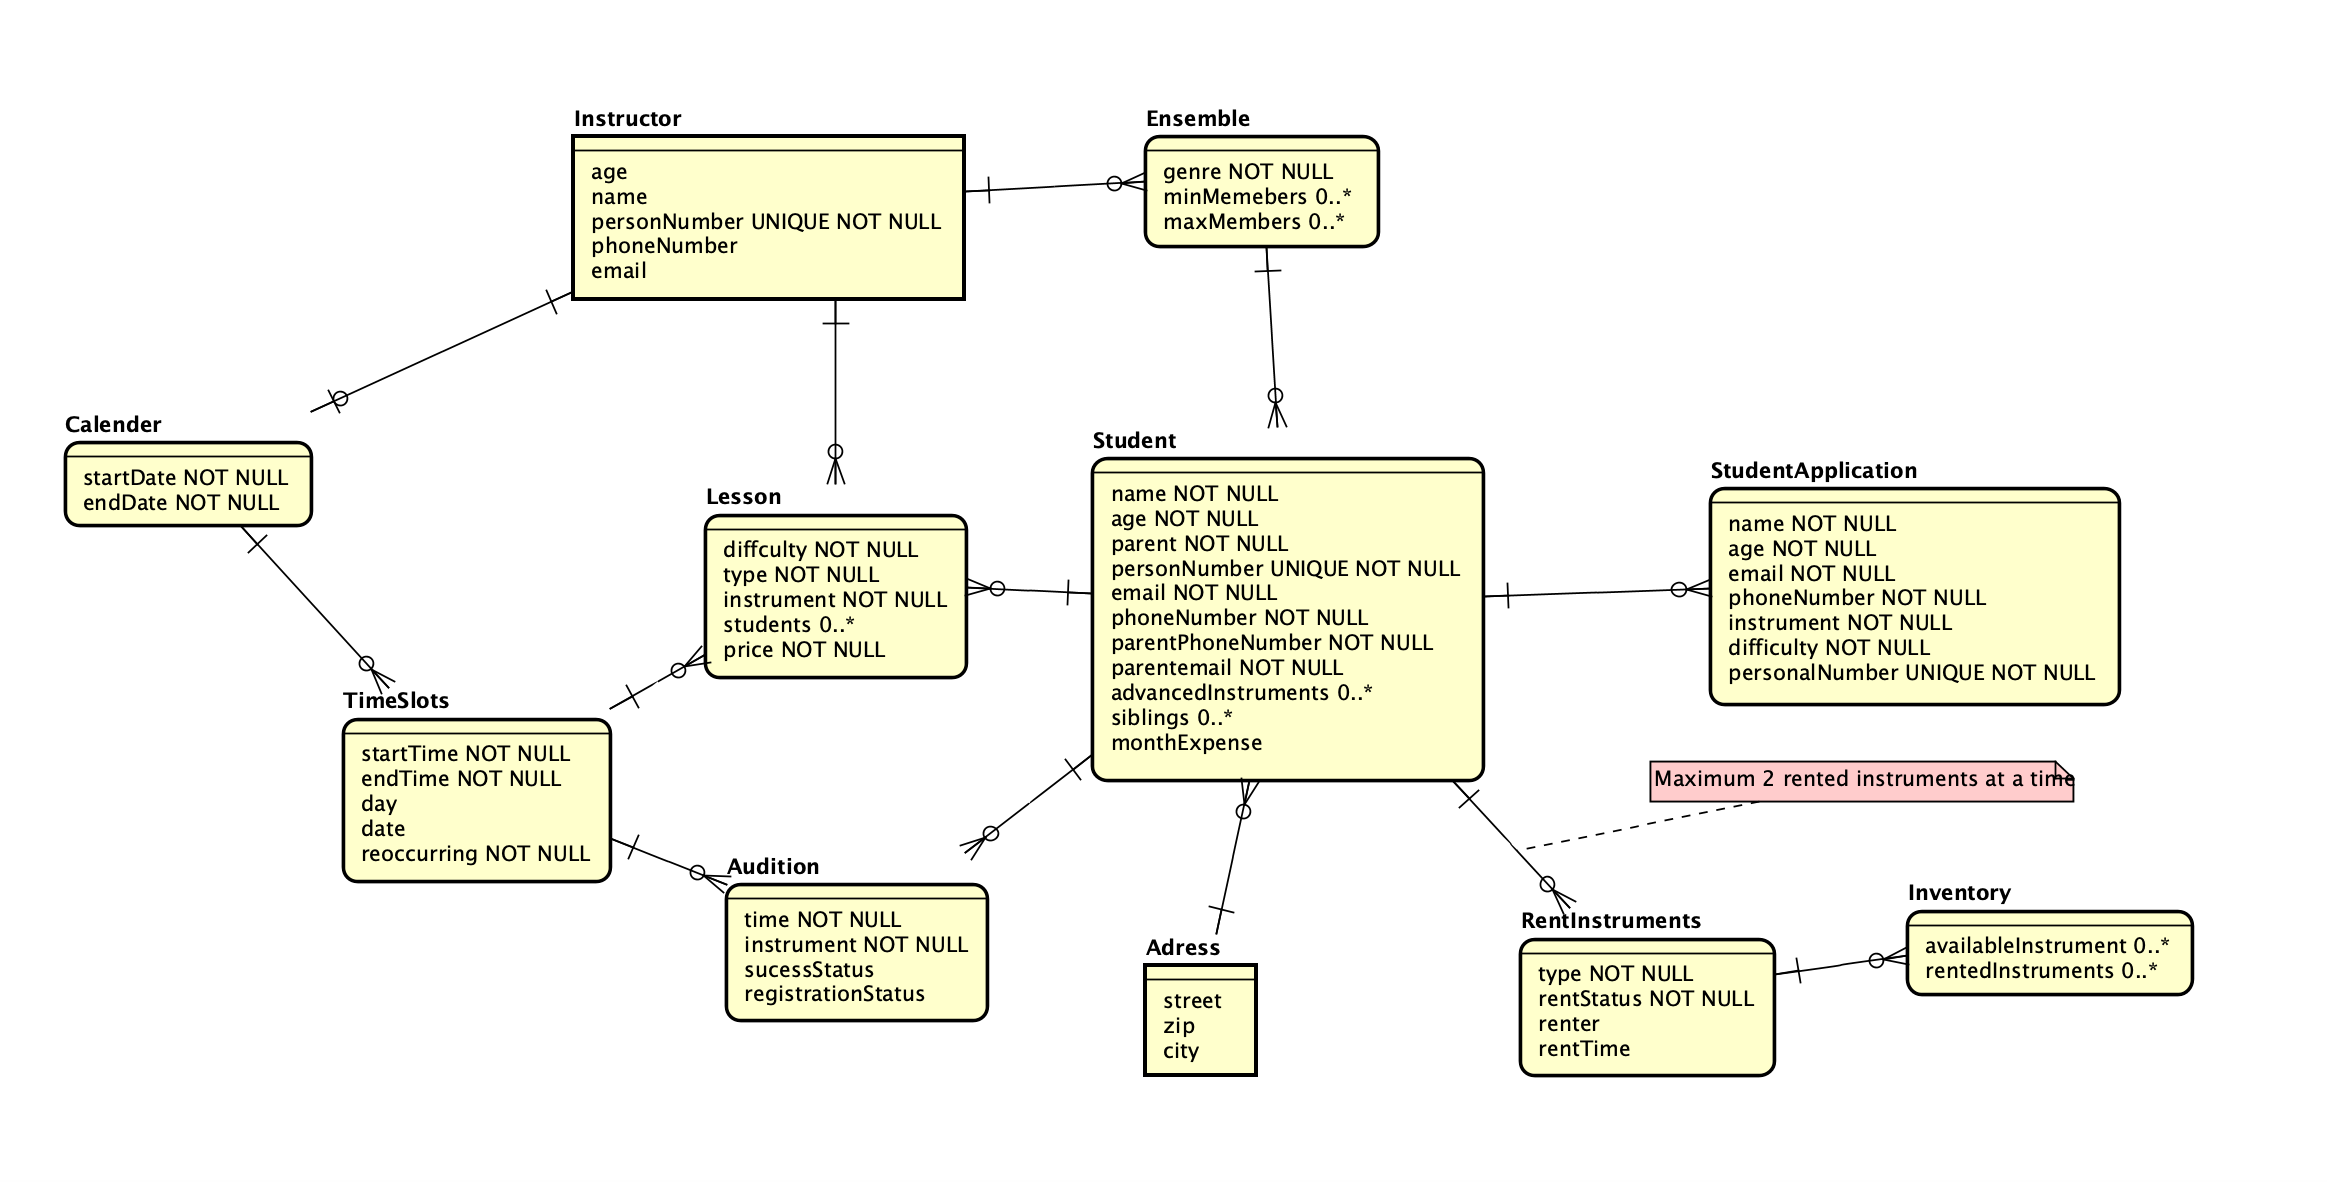 Instructor
age
name
personNumber UNIQUE NOT NULL
phoneNumber
email
Ensemble
genre NOT NULL
minMemebers 0..*
maxMembers 0..*
Calender
startDate NOT NULL
endDate NOT NULL
Lesson
diffculty NOT NULL
type NOT NULL
instrument NOT NULL
students 0..*
price NOT NULL
Student
name NOT NULL
age NOT NULL
parent NOT NULL
personNumber UNIQUE NOT NULL
email NOT NULL
phoneNumber NOT NULL
parentPhoneNumber NOT NULL
parentemail NOT NULL
advancedInstruments 0..*
siblings 0..*
monthExpense
StudentApplication
name NOT NULL
age NOT NULL
email NOT NULL
phoneNumber NOT NULL
instrument NOT NULL
difficulty NOT NULL
personalNumber UNIQUE NOT NULL
TimeSlots
startTime NOT NULL
endTime NOT NULL
day
date
reoccurring NOT NULL
Maximum 2 rented instruments at a time
Audition
time NOT NULL
instrument NOT NULL
sucessStatus
registrationStatus
Adress
street
zip
city
RentInstruments
type NOT NULL
rentStatus NOT NULL
renter
rentTime
Inventory
availableInstrument 0..*
rentedInstruments 0..*